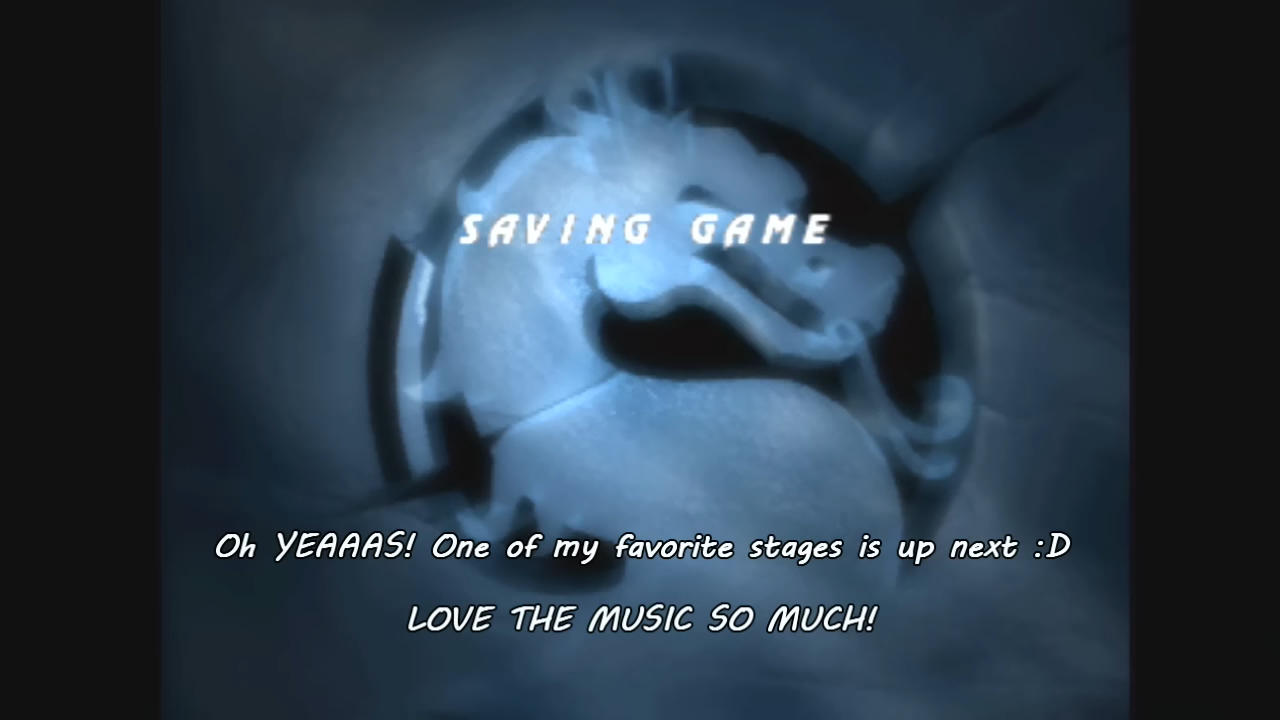 SAVING GAME
Oh YEAAAS! One of my favorite stages is up next :D
LOVE THE MUSIC SO MUCH!